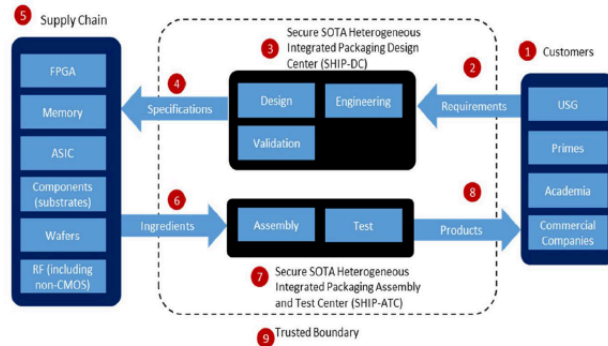 5 Supply Chain
FPGA
Memory
ASIC
Components
(substrates)
Wafers
RF (including
non-CMOS)
4
Specifications
6
Ingredients
Secure SOTA Heterogeneous
3 Integrated Packaging Design
Center (SHIP-DC)
Design
Engineering
Validation
Assembly
Test
Secure SOTA Heterogeneous
7 Integrated Packaging Assembly
and Test Center (SHIP-ATC)
2
Requirements
8
Products
1 Customers
USG
Primes
Academia
Commercial
Companies
9 Trusted Boundary